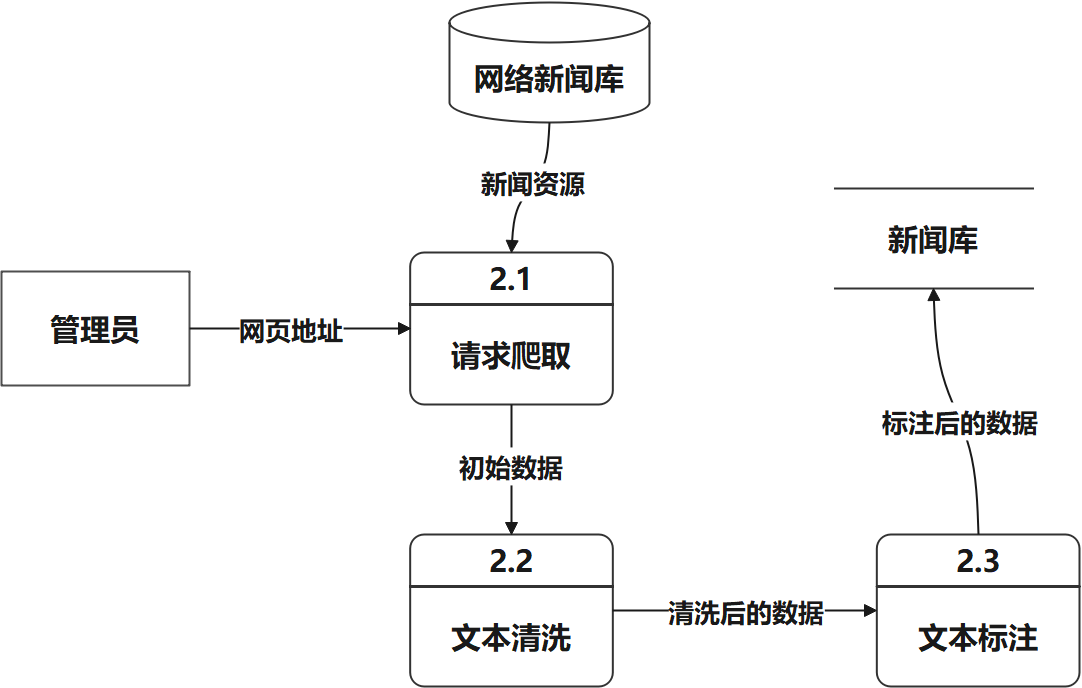 网络新闻库
新闻资源
新闻库
2.1
管理员
网页地址
请求爬取
标注后的数据
初始数据
2.2
2.3
清洗后的数据
文本清洗
文本标注